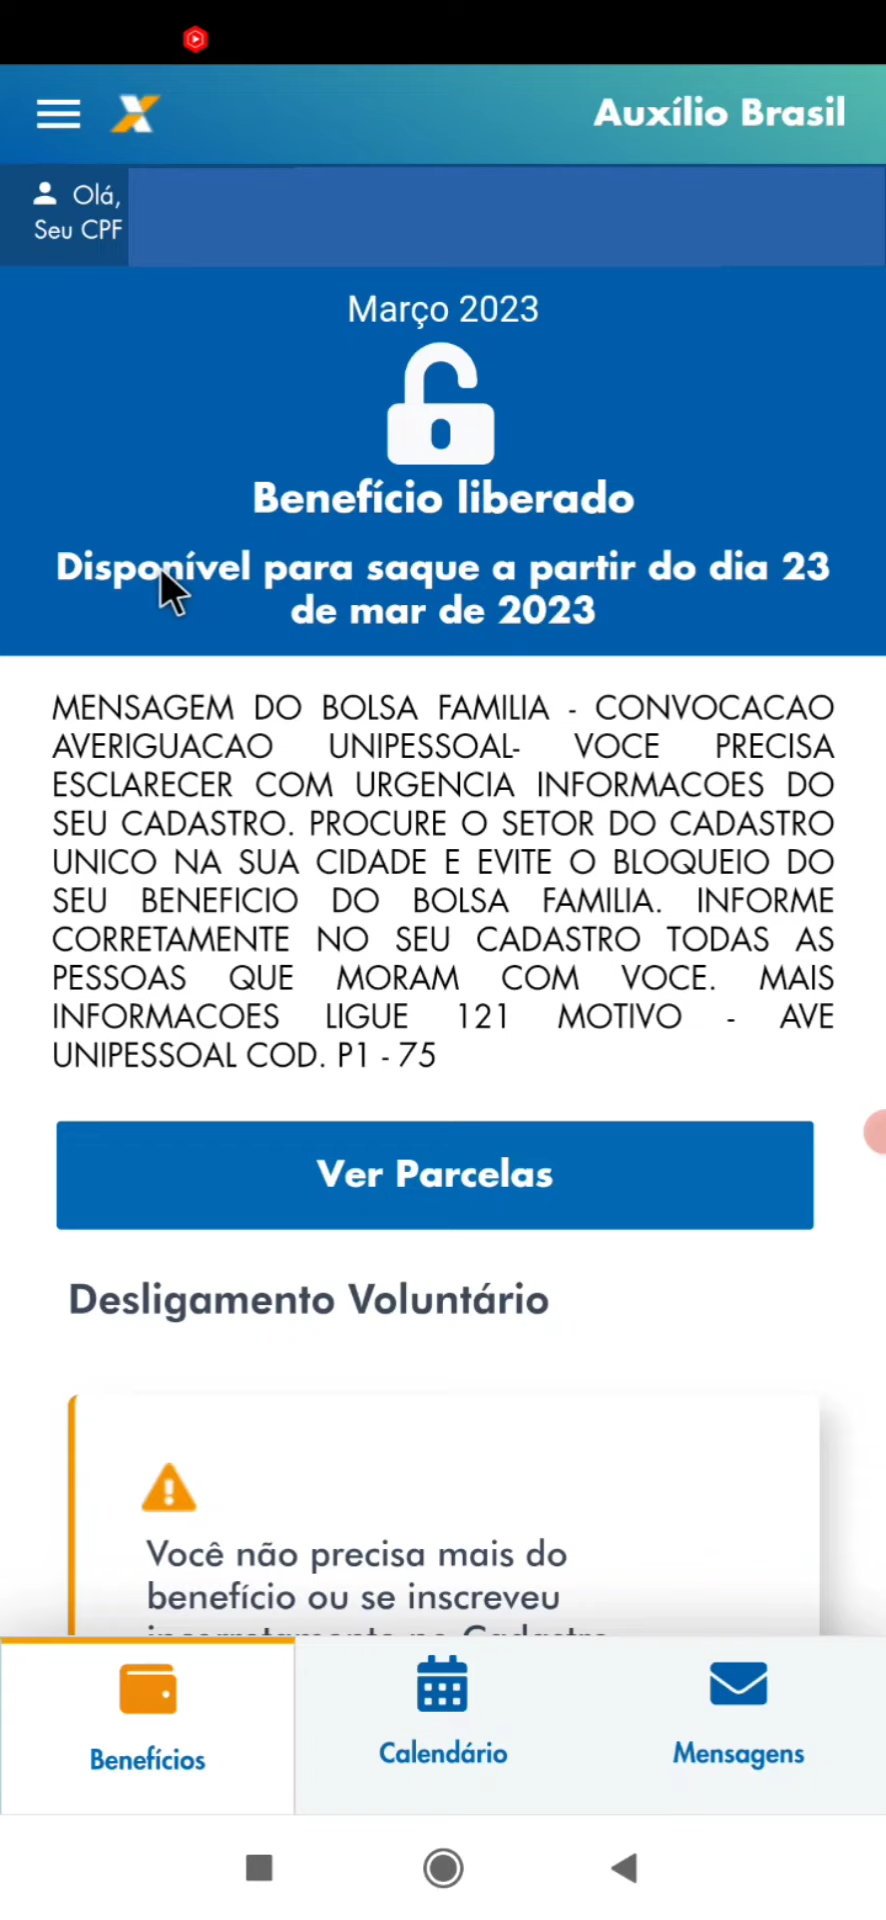 Auxílio Brasil
Olá,
Seu CPF
Março 2023
Benefício liberado
Disponível para saque a partir do dia 23
de mar de 2023
MENSAGEM DO BOLSA FAMILIA - CONVOCACAO
AVERIGUACAO UNIPESSOAL- VOCE PRECISA
ESCLARECER COM URGENCIA INFORMACOES DO
SEU CADASTRO. PROCURE O SETOR DO CADASTRO
UNICO NA SUA CIDADE E EVITE O BLOQUEIO DO
SEU BENEFICIO DO BOLSA FAMILIA. INFORME
CORRETAMENTE NO SEU CADASTRO TODAS AS
PESSOAS QUE MORAM COM VOCE. MAIS
INFORMACOES LIGUE 121 MOTIVO - AVE
UNIPESSOAL COD. P1 - 75
Ver Parcelas
Desligamento Voluntário
Você não precisa mais do
benefício ou se inscreveu
incorretamente no Cadastro
Benefícios
Calendário
Mensagens